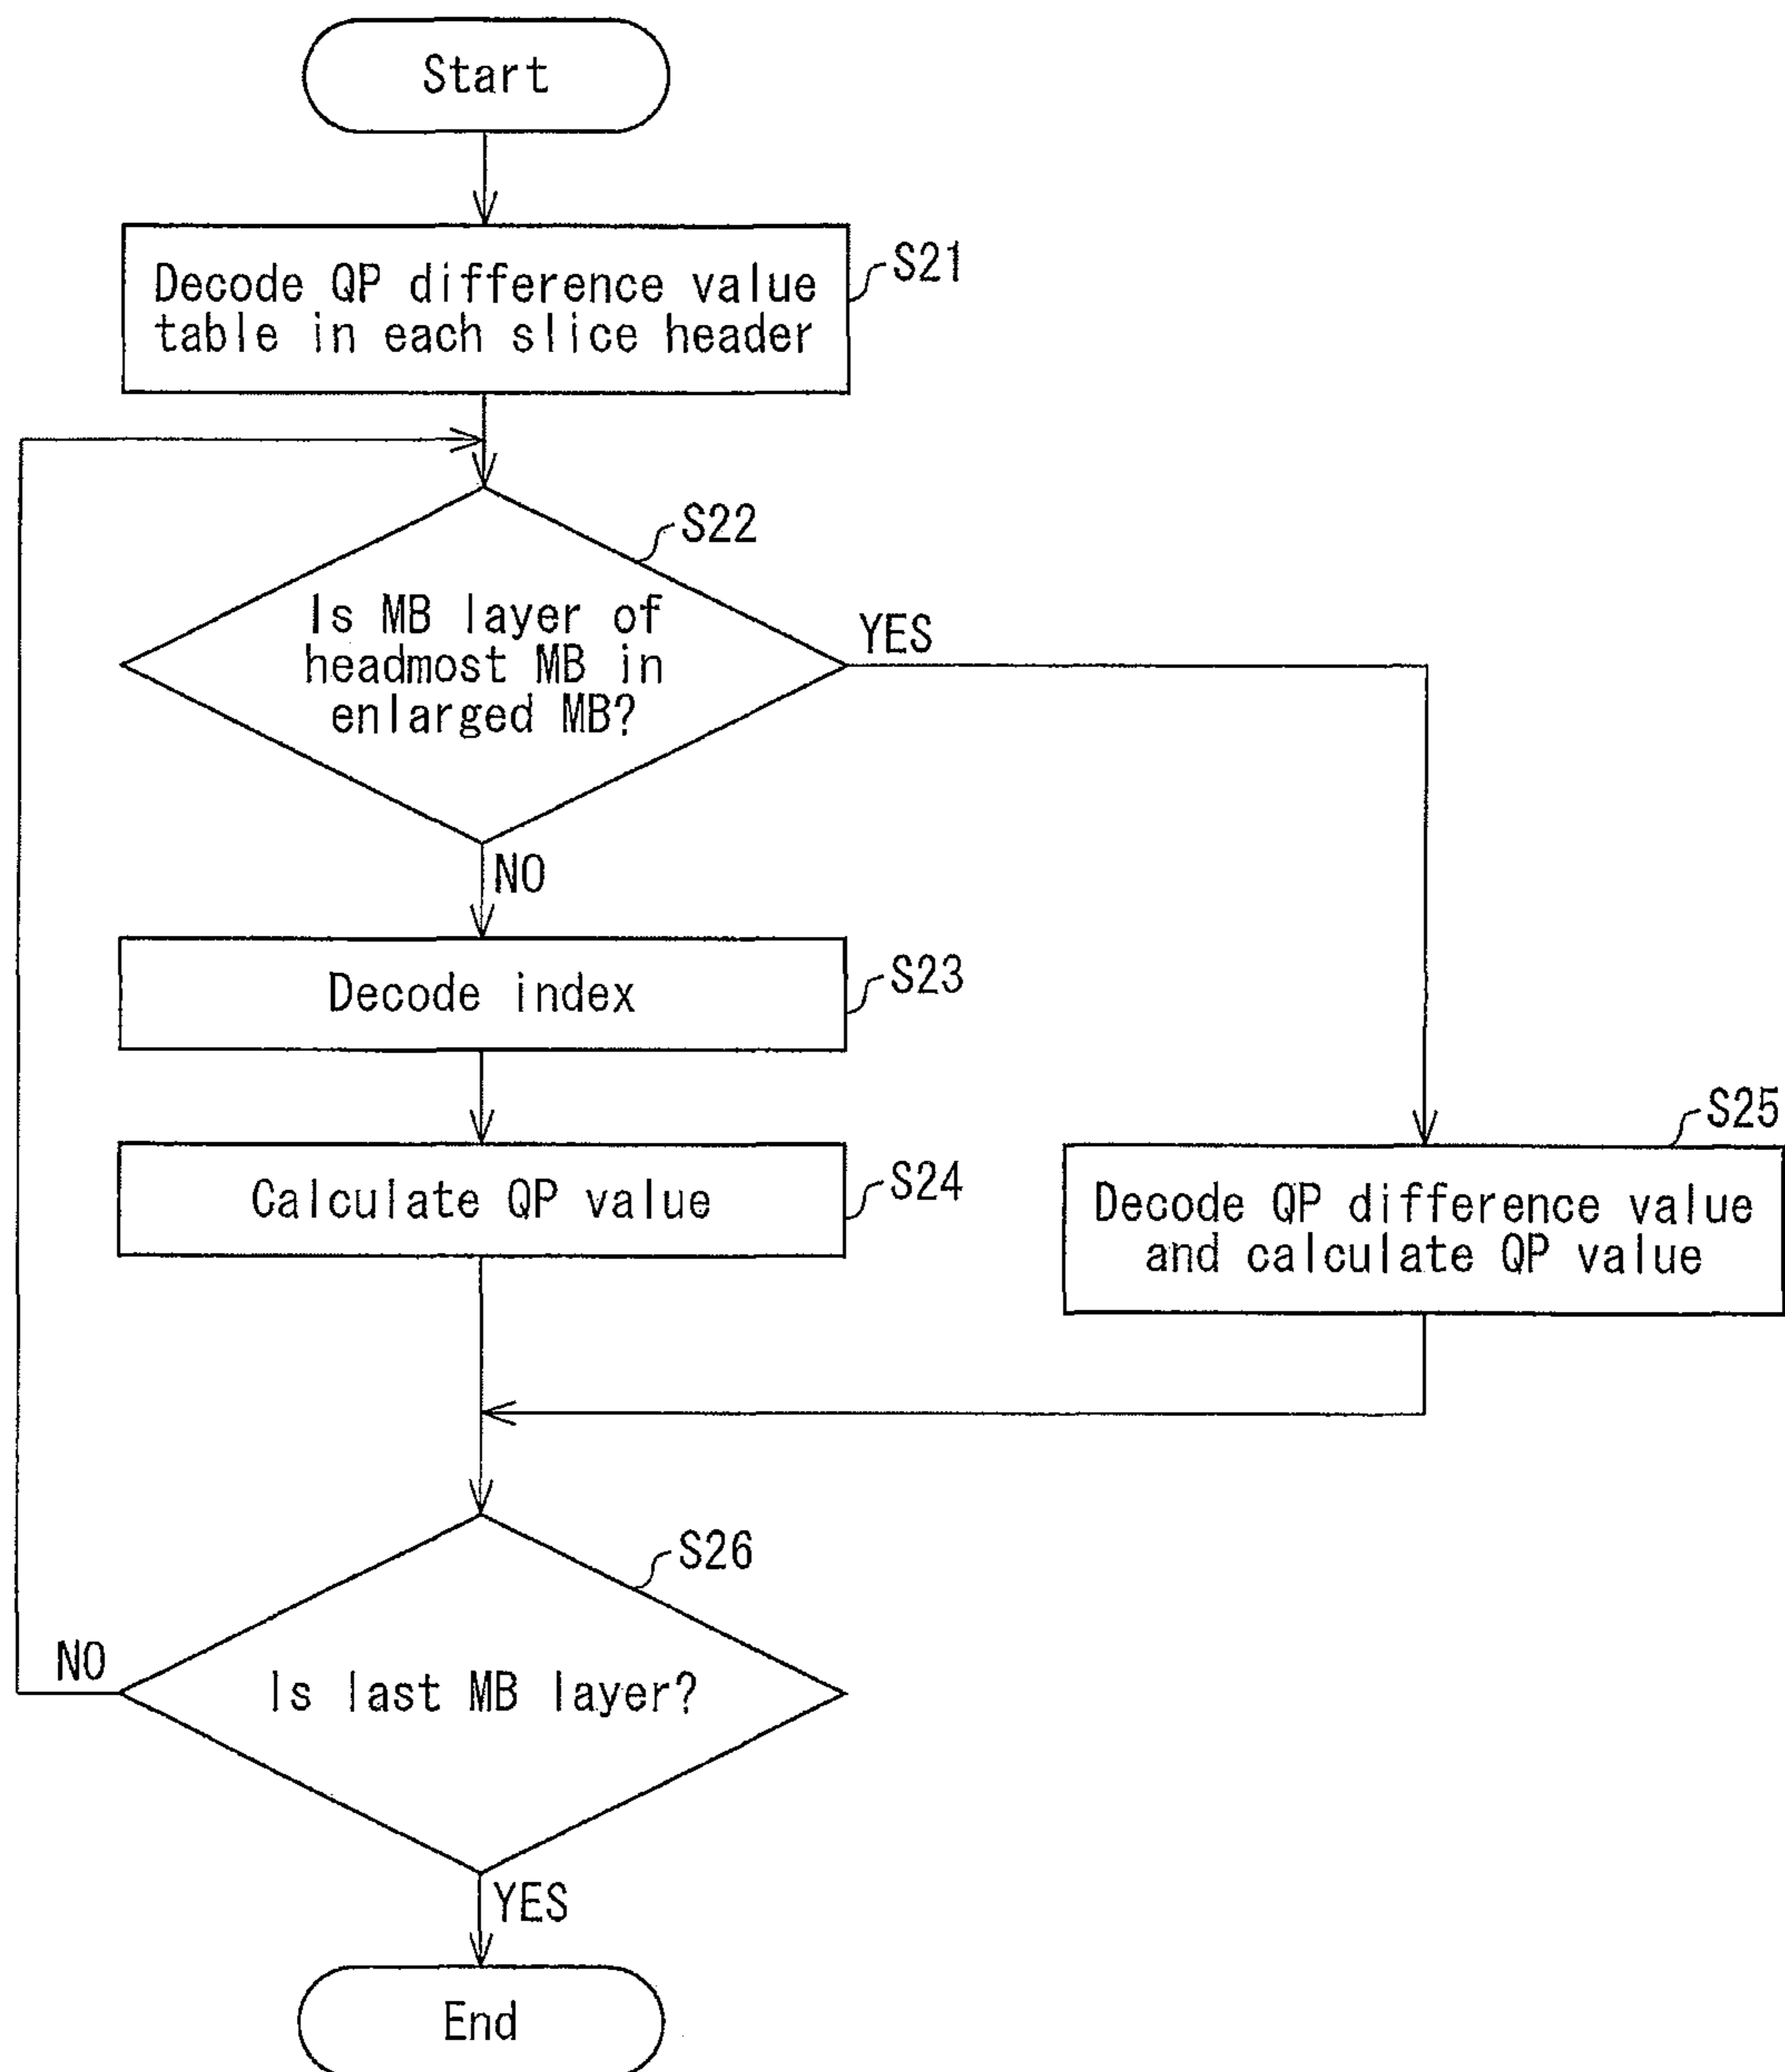 Start
Decode QP difference value
table in each slice header
S21
S22
Is MB layer of
headmost MB in
enlarged MB?
YES
NO
Decode index
S23
Calculate QP value
S24
S25
Decode QP difference value
and calculate QP value
S26
Is last MB layer?
NO
YES
End